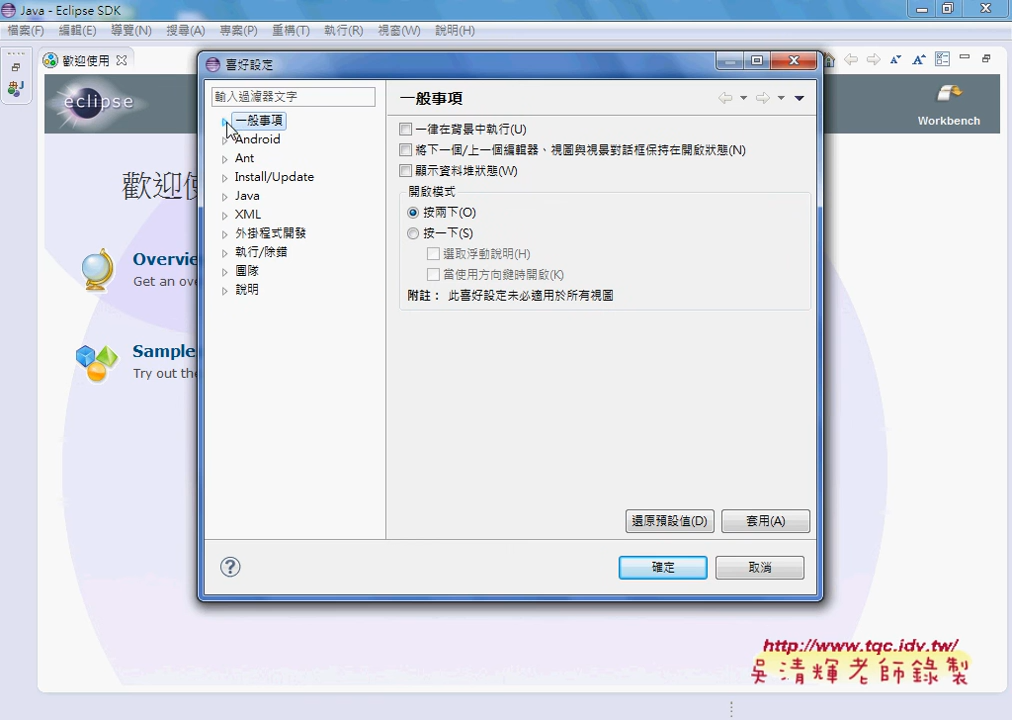 Java - Eclipse SDK
檔案(F) 編輯(E) 導覽(N) 搜尋(A) 專案(P) 重構(T) 執行(R) 視窗(W) 說明(H)
歡迎使用
eclipse
Workbench
歡迎使
Overvie
Get an ove
Sample
Try out the
喜好設定
輸入過濾器文字
一般事項
Android
Ant
Install/Update
Java
XML
外掛程式開發
執行/除錯
團隊
說明
一般事項
一律在背景中執行(U)
將下一個/上一個編輯器、視圖與視景對話框保持在開啟狀態(N)
顯示資料堆狀態(W)
開啟模式
按兩下(O)
按一下(S)
選取浮動說明(H)
當使用方向鍵時開啟(K)
附註： 此喜好設定未必適用於所有視圖
還原預設值(D) 套用(A)
確定 取消
http://www.tqc.idv.tw/
吳清輝老師錄製